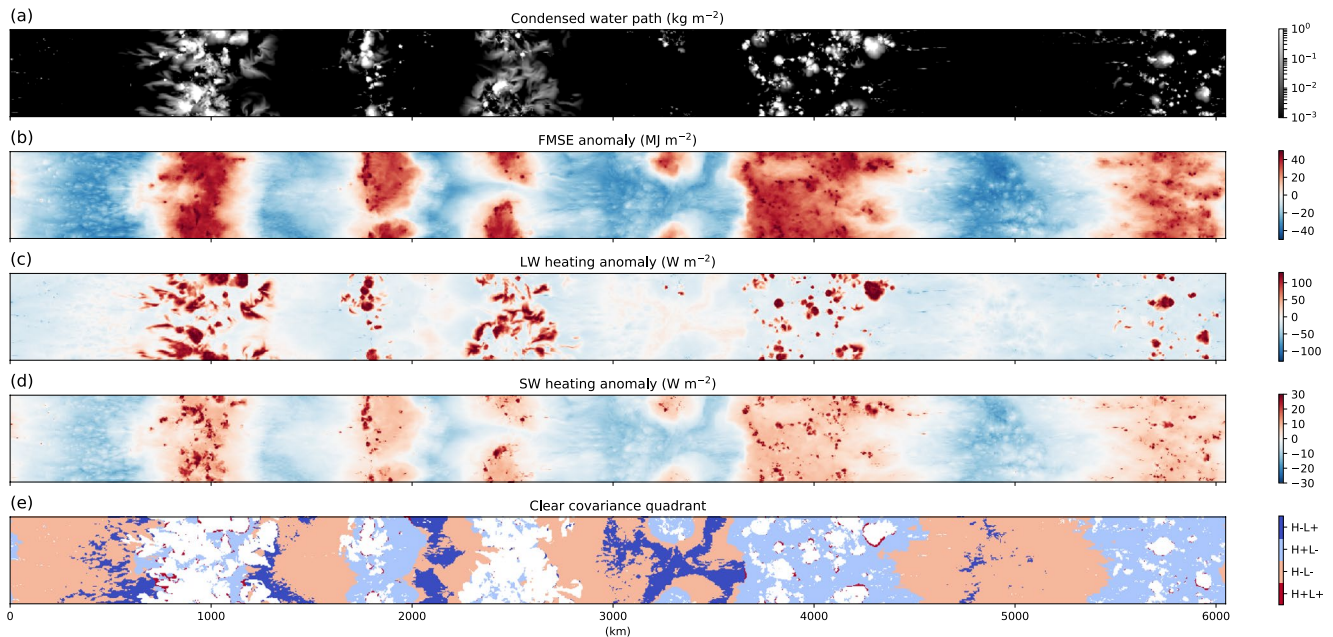 (a)
Condensed water path (kg m⁻²)
10⁰
10⁻¹
10⁻²
10⁻³
(b)
FMSE anomaly (MJ m⁻²)
40
20
0
−20
−40
(c)
LW heating anomaly (W m⁻²)
100
50
0
−50
−100
(d)
SW heating anomaly (W m⁻²)
30
20
10
0
−10
−20
−30
(e)
Clear covariance quadrant
H-L+
H+L-
H-L-
H+L+
0 1000 2000 3000 4000 5000 6000
(km)